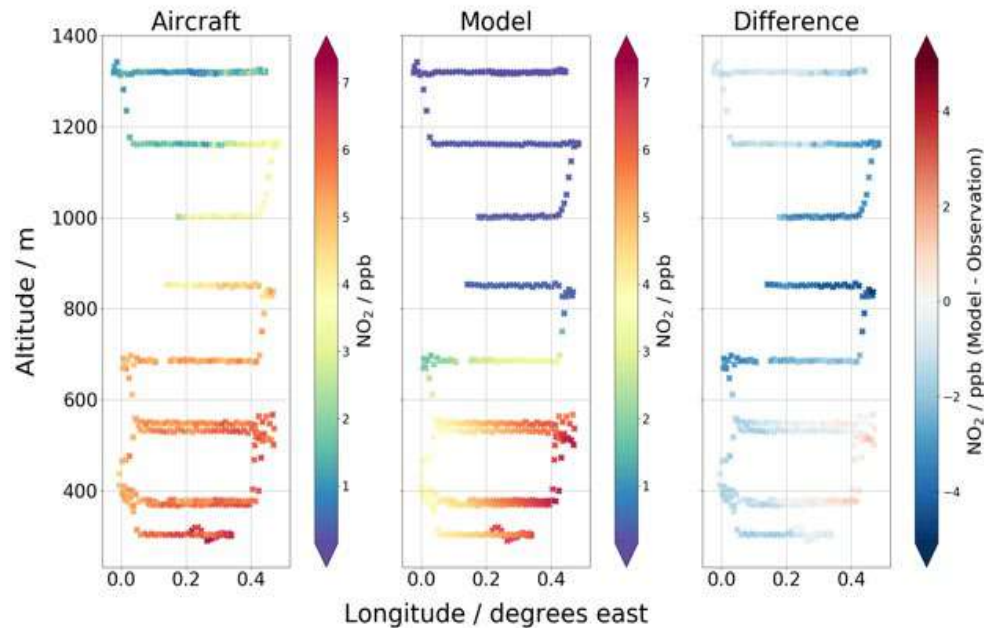 Aircraft
Model
Difference
1400
1200
1000
800
600
400
Altitude / m
0.0 0.2 0.4
7
6
5
4
3
2
1
NO₂ / ppb
0.0 0.2 0.4
7
6
5
4
3
2
1
NO₂ / ppb
0.0 0.2 0.4
4
2
0
−2
−4
NO₂ / ppb (Model - Observation)
Longitude / degrees east